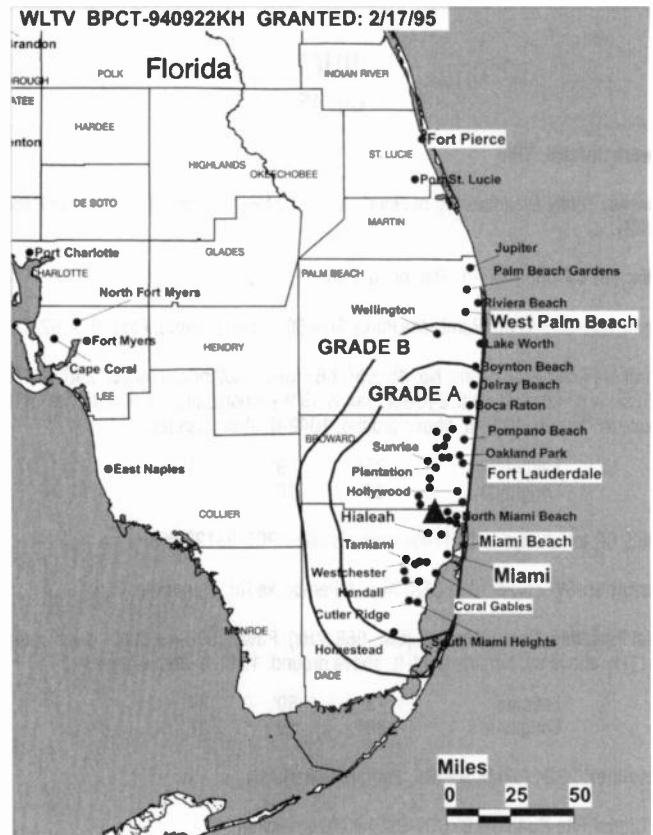 WLTV BPCT-940922KH GRANTED: 2/17/95
Brandon
Florida
POLK
INDIAN RIVER
OROUGH
ATEE
HARDEE
enton
Fort Pierce
ST. LUCIE
HIGHLANDS
OKEECHOBEE
Port St. Lucie
DE SOTO
MARTIN
Port Charlotte
GLADES
Jupiter
CHARLOTTE
PALM BEACH
Palm Beach Gardens
North Fort Myers
Riviera Beach
Wellington
West Palm Beach
Fort Myers
GRADE B
Lake Worth
HENDRY
Cape Coral
Boynton Beach
LEE
GRADE A
Delray Beach
Boca Raton
BROWARD
Pompano Beach
Sunrise
Oakland Park
East Naples
Plantation
Fort Lauderdale
Hollywood
COLLIER
Hialeah
North Miami Beach
Tamiami
Miami Beach
Westchester
Miami
Kendall
Coral Gables
Cutler Ridge
MONROE
South Miami Heights
Homestead
DADE
Miles
0 25 50